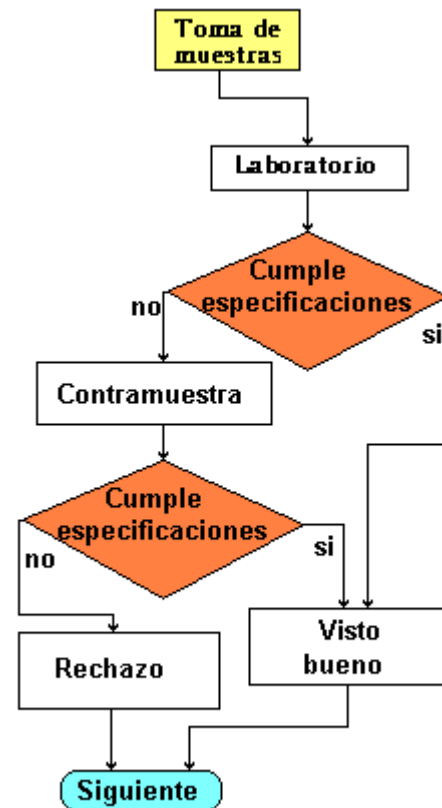 Toma de
muestras
Laboratorio
Cumple
especificaciones
no
si
Contramuestra
Cumple
especificaciones
no
si
Visto
bueno
Rechazo
Siguiente